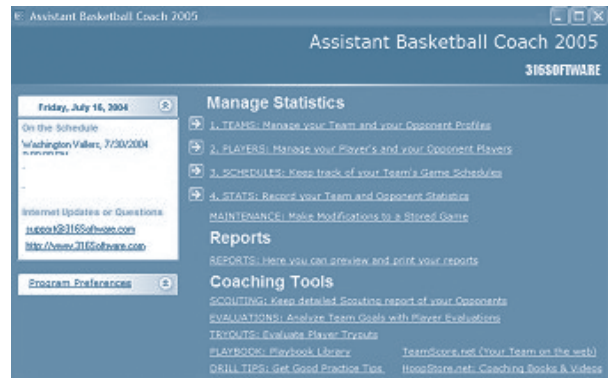 Assistant Basketball Coach 2005
Assistant Basketball Coach 2005
316SOFTWARE
Friday, July 16, 2004
On the Schedule
Washington Vallers, 7/30/2004
Internet Updates or Questions
support@316Software.com
http://www.316Software.com
Program Preferences
Manage Statistics
1. TEAMS: Manage your Team and your Opponent Profiles
2. PLAYERS: Manage your Player's and your Opponent Players
3. SCHEDULES: Keep track of your Team's Game Schedules
4. STATS: Record your Team and Opponent Statistics
MAINTENANCE: Make Modifications to a Stored Game
Reports
REPORTS: Here you can preview and print your reports
Coaching Tools
SCOUTING: Keep detailed Scouting report of your Opponents
EVALUATIONS: Analyze Team Goals with Player Evaluations
TRYOUTS: Evaluate Player Tryouts
PLAYBOOK: Playbook Library TeamScore.net (Your Team on the web)
DRILL TIPS: Get Good Practice Tips HoopStore.net: Coaching Books & Videos